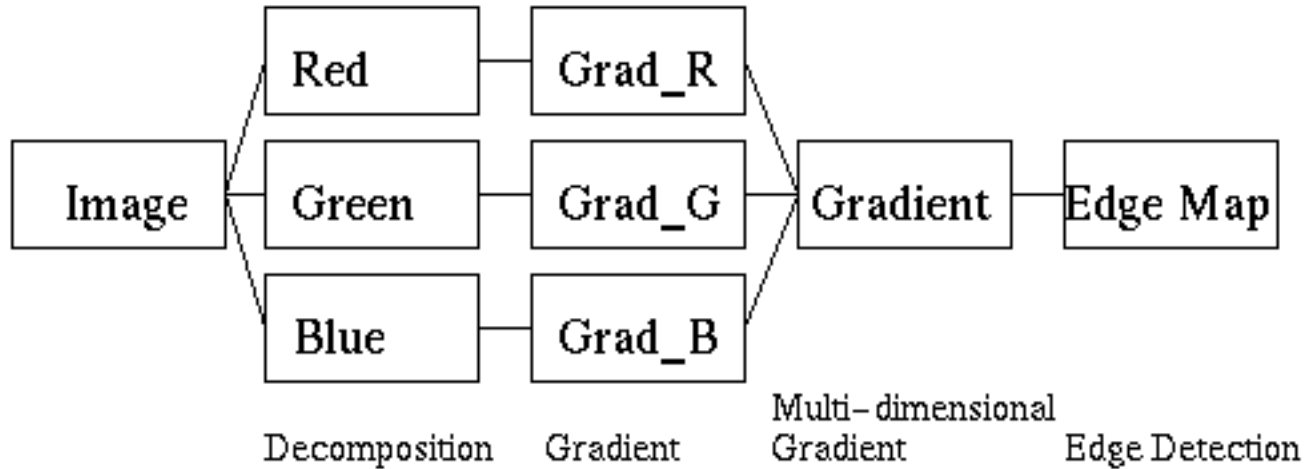 Red
Grad_R
Image
Green
Grad_G
Gradient
Edge Map
Blue
Grad_B
Decomposition
Gradient
Multi-dimensional
Gradient
Edge Detection